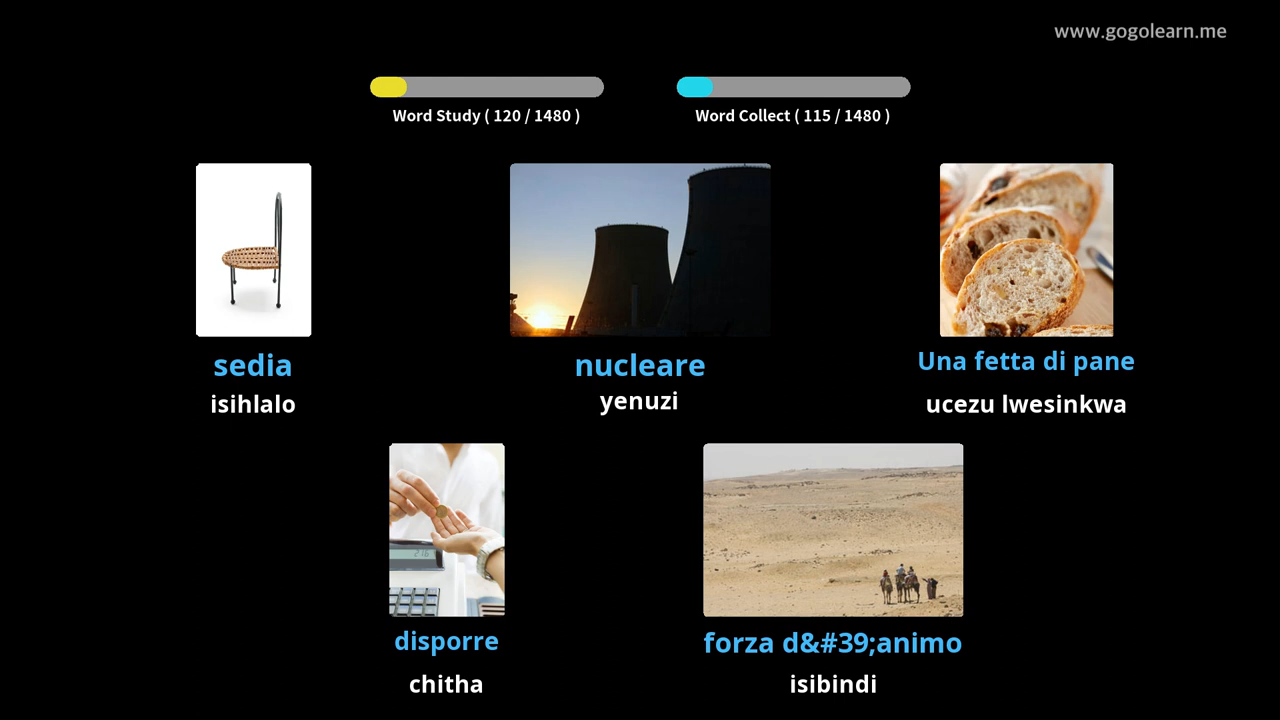 www.gogolearn.me
Word Study ( 120 / 1480 )
Word Collect ( 115 / 1480 )
sedia
isihlalo
nucleare
yenuzi
Una fetta di pane
ucezu lwesinkwa
disporre
chitha
forza d&#39;animo
isibindi